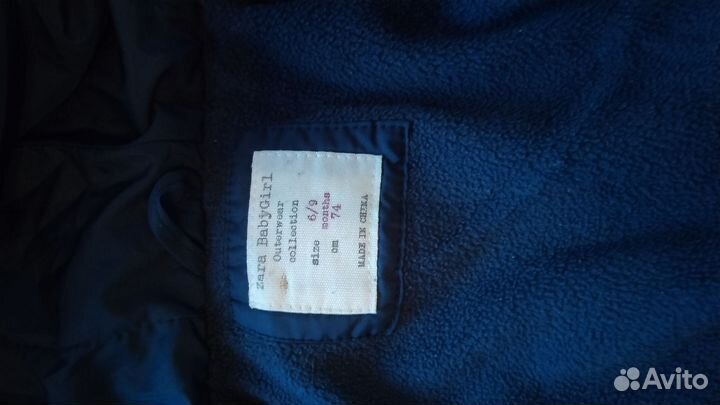 Zara BabyGirl
Outerwear
collection
size 6/9
months
cm 74
MADE IN CHINA
Avito